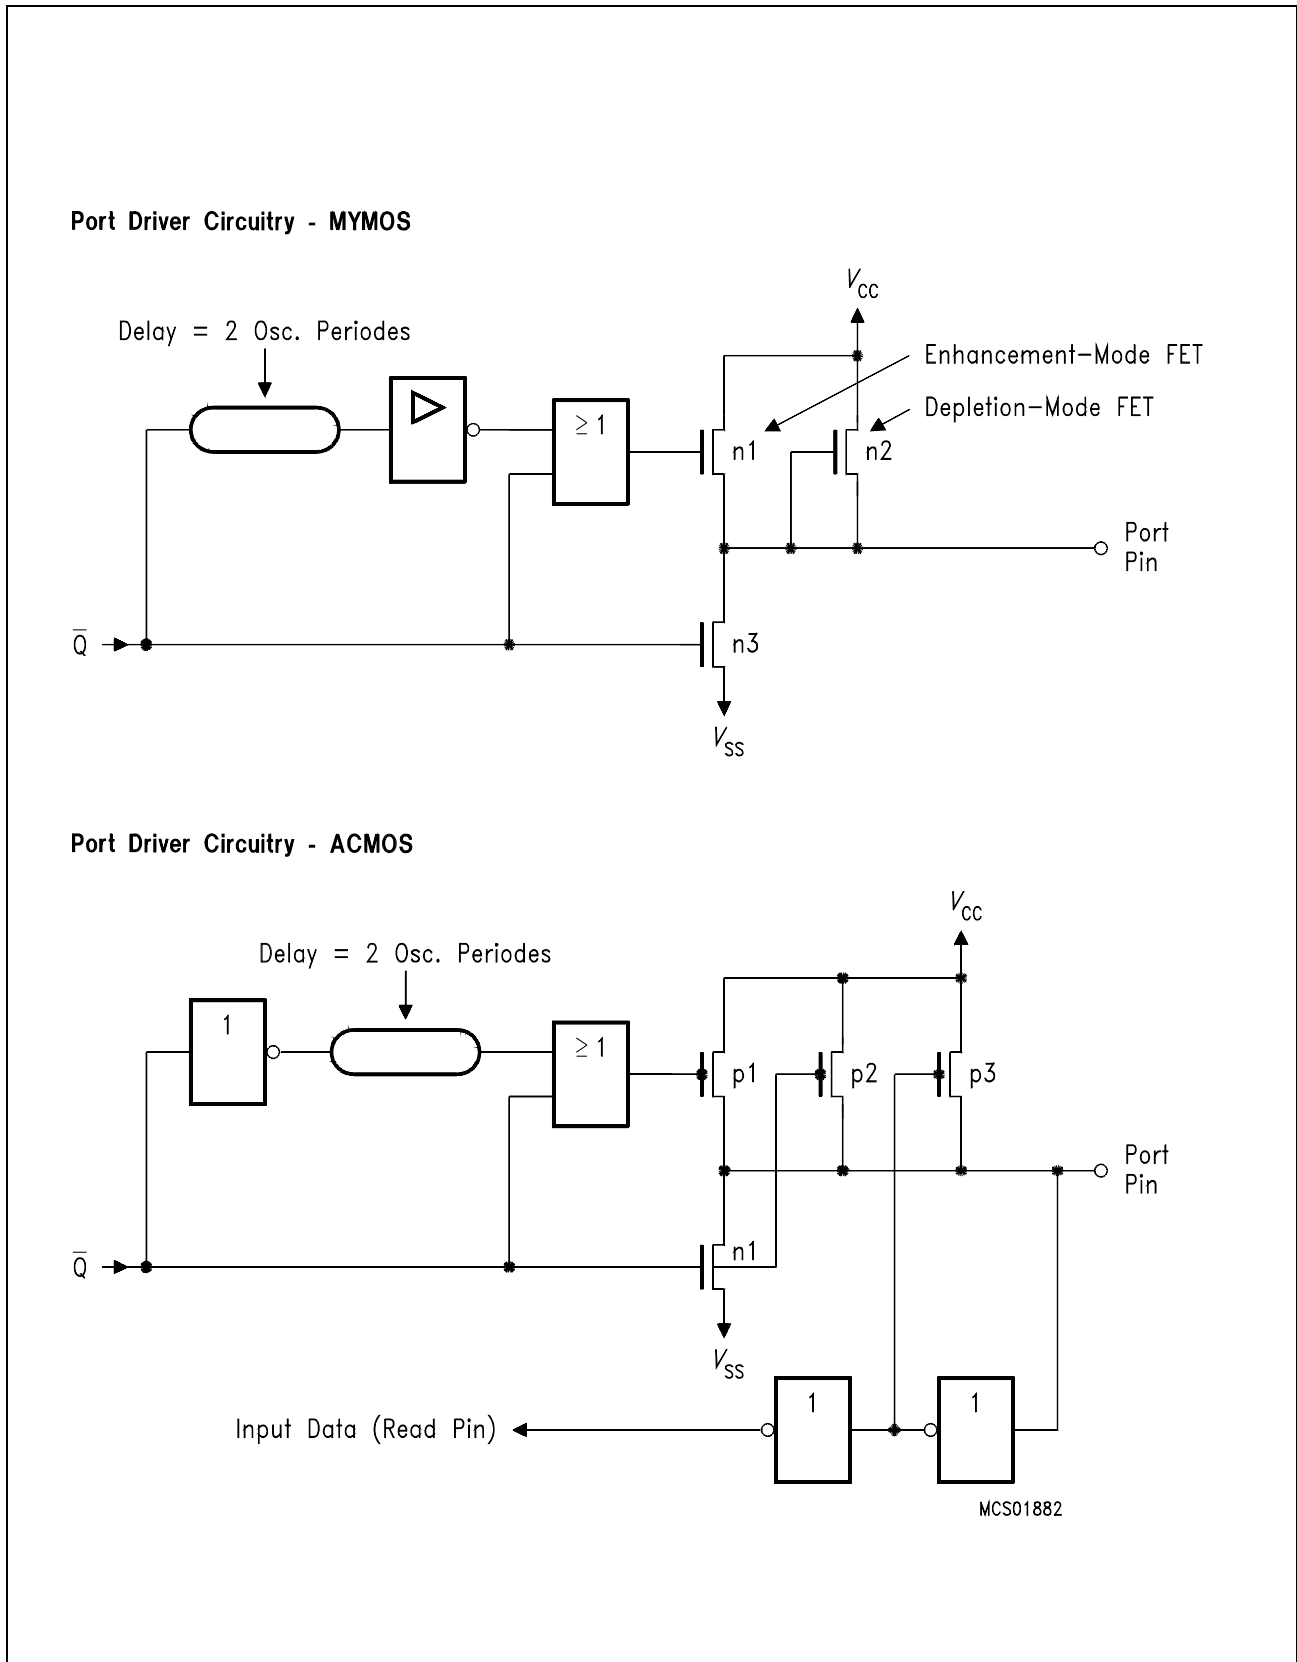 Port Driver Circuitry - MYMOS
VCC
Delay = 2 Osc. Periodes
Enhancement-Mode FET
Depletion-Mode FET
≥ 1
n1
n2
Port
Pin
Q̅
n3
VSS
Port Driver Circuitry - ACMOS
VCC
Delay = 2 Osc. Periodes
1
≥ 1
p1
p2
p3
Port
Pin
Q̅
n1
VSS
1
1
Input Data (Read Pin)
MCS01882